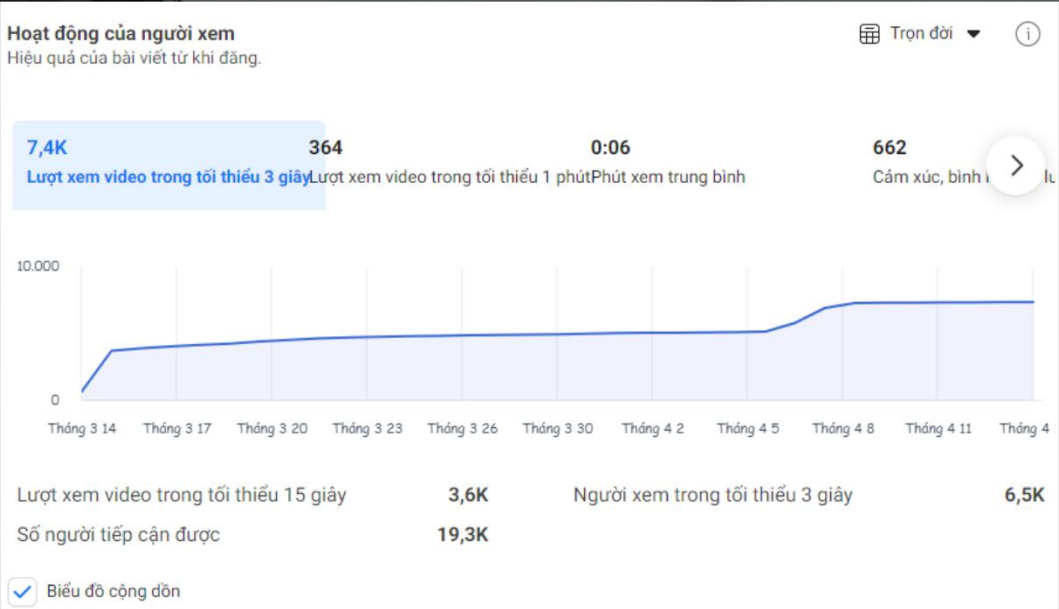 Hoạt động của người xem
Trọn đời
Hiệu quả của bài viết từ khi đăng.
7,4K 364 0:06 662
Lượt xem video trong tối thiểu 3 giây Lượt xem video trong tối thiểu 1 phút Phút xem trung bình Cảm xúc, bình
10.000
0
Tháng 3 14 Tháng 3 17 Tháng 3 20 Tháng 3 23 Tháng 3 26 Tháng 3 30 Tháng 4 2 Tháng 4 5 Tháng 4 8 Tháng 4 11 Tháng 4
Lượt xem video trong tối thiểu 15 giây 3,6K Người xem trong tối thiểu 3 giây 6,5K
Số người tiếp cận được 19,3K
Biểu đồ cộng dồn